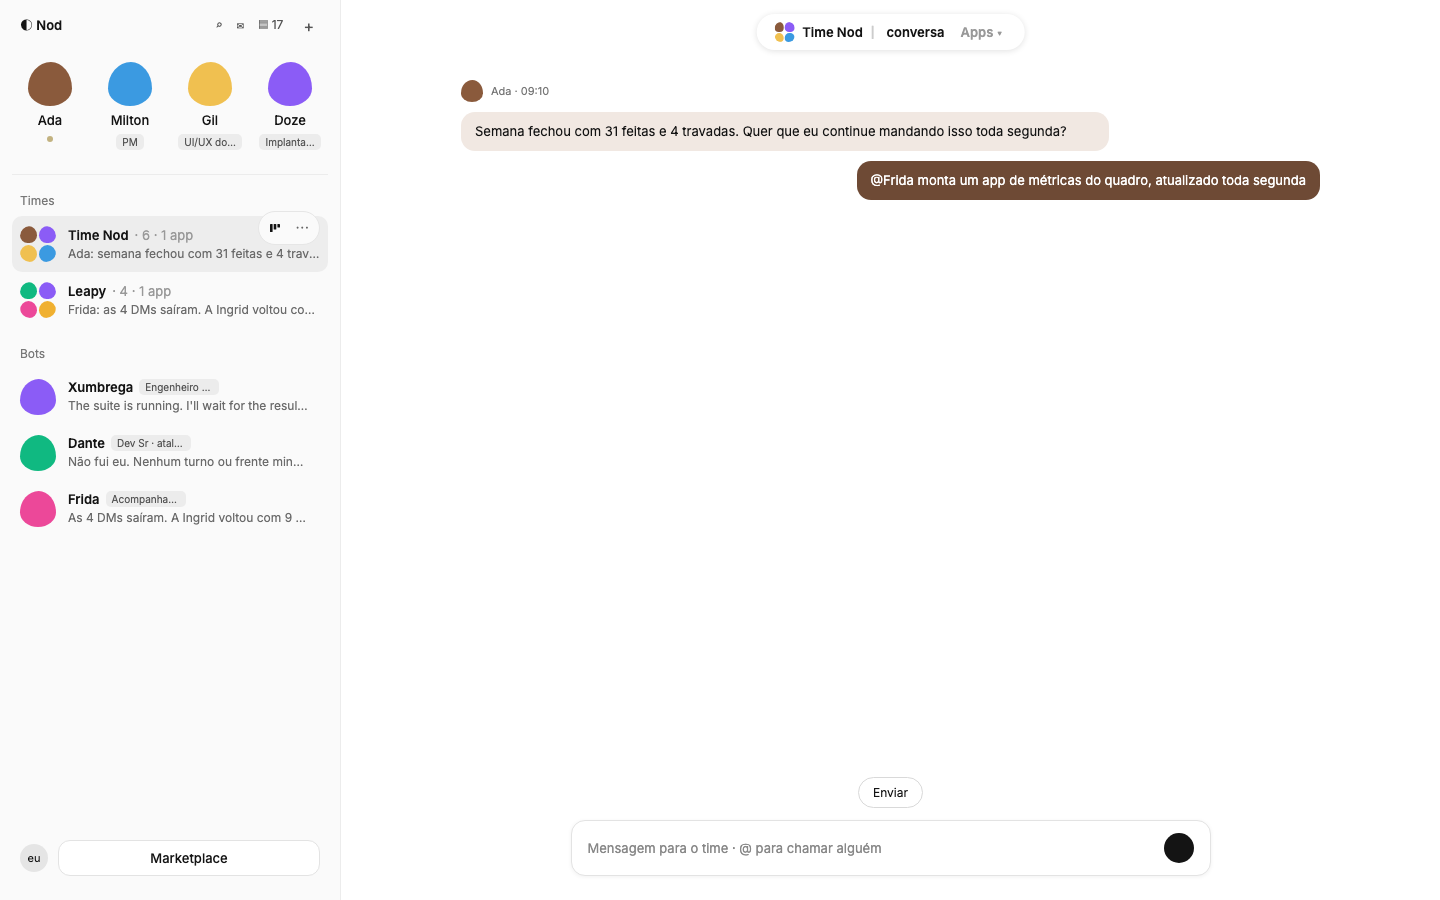 Nod
17
+
Ada
Milton
Gil
Doze
PM
UI/UX do...
Implanta...
Times
Time Nod · 6 · 1 app
Ada: semana fechou com 31 feitas e 4 trav...
Leapy · 4 · 1 app
Frida: as 4 DMs saíram. A Ingrid voltou co...
Bots
Xumbrega Engenheiro ...
The suite is running. I'll wait for the resul...
Dante Dev Sr · atal...
Não fui eu. Nenhum turno ou frente min...
Frida Acompanha...
As 4 DMs saíram. A Ingrid voltou com 9 ...
eu
Marketplace
Time Nod | conversa Apps ▾
Ada · 09:10
Semana fechou com 31 feitas e 4 travadas. Quer que eu continue mandando isso toda segunda?
@Frida monta um app de métricas do quadro, atualizado toda segunda
Enviar
Mensagem para o time · @ para chamar alguém